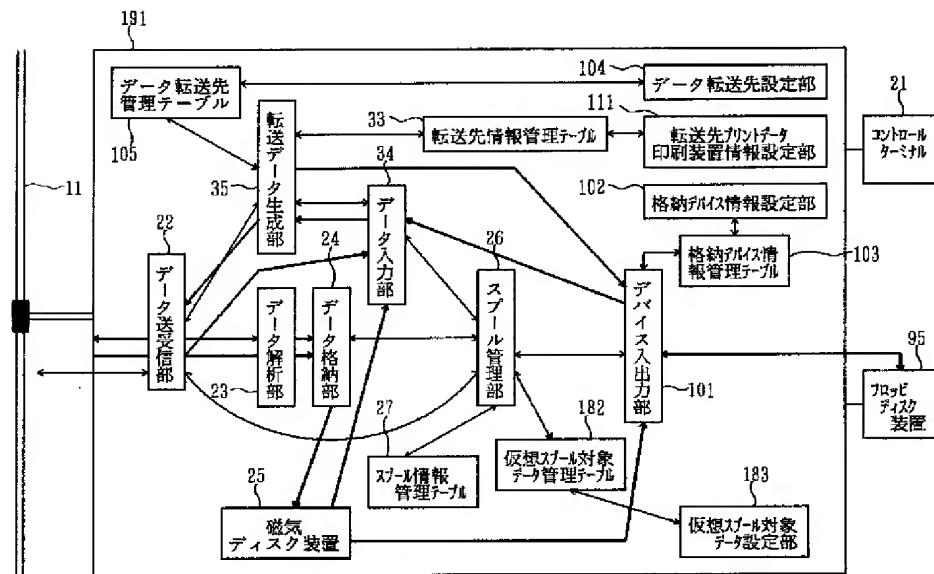 191
データ転送先
管理テーブル
105
104
データ転送先設定部
111
33
転送先情報管理テーブル
転送先プリントデータ
印刷装置情報設定部
21
コントロール
ターミナル
11
35
転送データ生成部
34
データ入力部
102
格納デバイス情報設定部
格納デバイス情
報管理テーブル
103
22
データ送受信部
24
データ解析部
23
データ格納部
26
スプール管理部
デバイス入出力部
101
95
フロッピ
ディスク
装置
27
スプール情報
管理テーブル
182
仮想スプール対象
データ管理テーブル
25
磁気
ディスク装置
183
仮想スプール対象
データ設定部